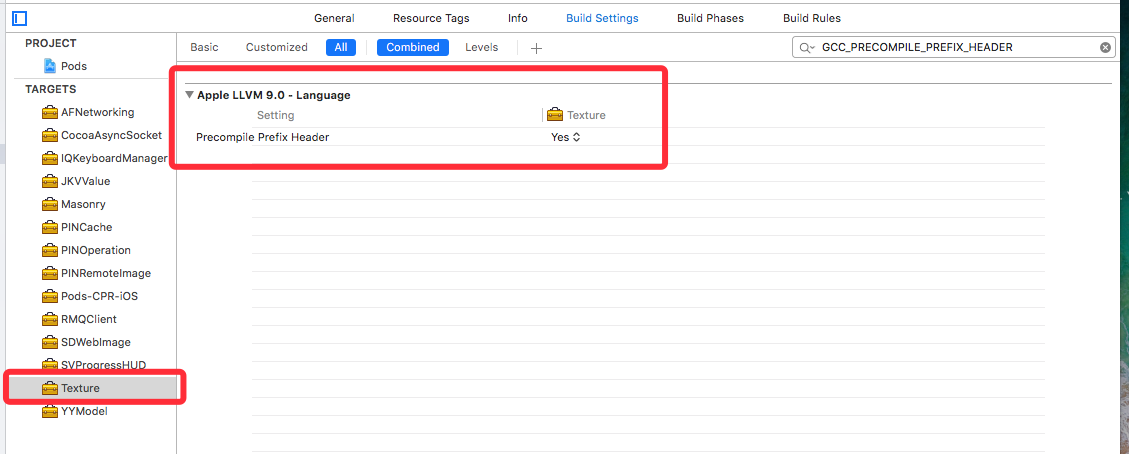 General Resource Tags Info Build Settings Build Phases Build Rules
PROJECT
Pods
TARGETS
AFNetworking
CocoaAsyncSocket
IQKeyboardManager
JKVValue
Masonry
PINCache
PINOperation
PINRemoteImage
Pods-CPR-iOS
RMQClient
SDWebImage
SVProgressHUD
Texture
YYModel
Basic Customized All Combined Levels + GCC_PRECOMPILE_PREFIX_HEADER
Apple LLVM 9.0 - Language
Setting Texture
Precompile Prefix Header Yes